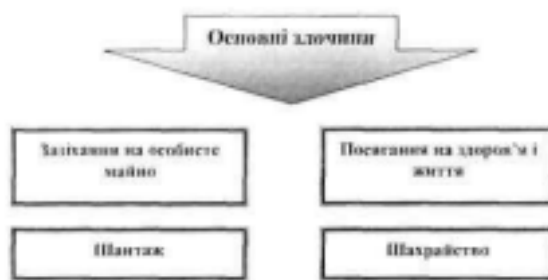 Основні злочини
Зазіхання на особисте
майно
Посягання на здоров'я і
життя
Шантаж
Шахрайство